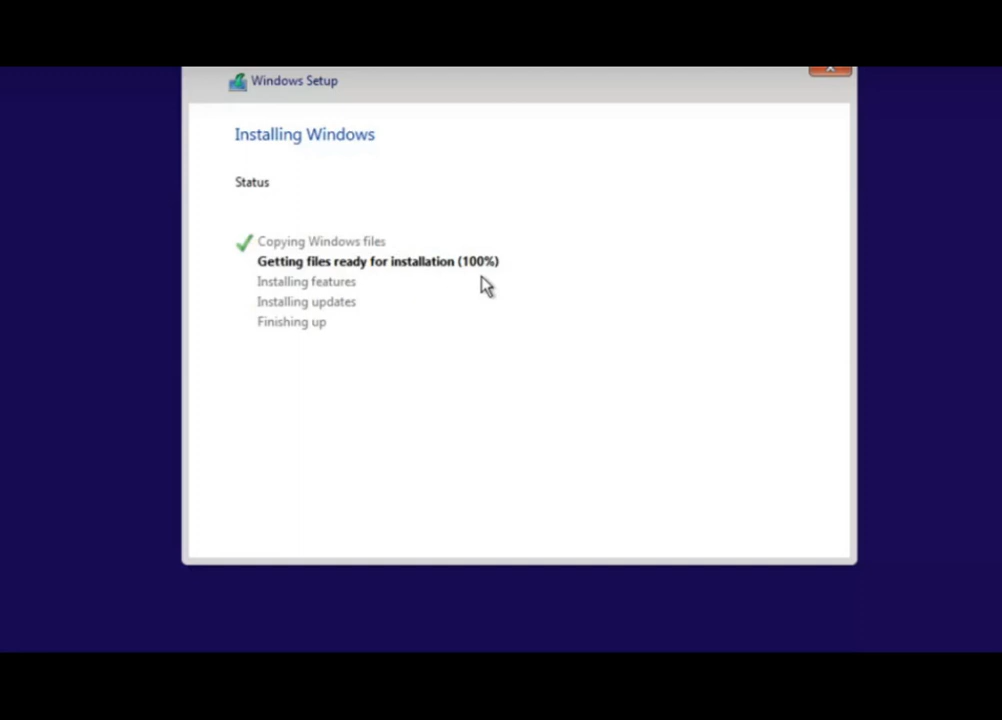 Windows Setup
Installing Windows
Status
Copying Windows files
Getting files ready for installation (100%)
Installing features
Installing updates
Finishing up